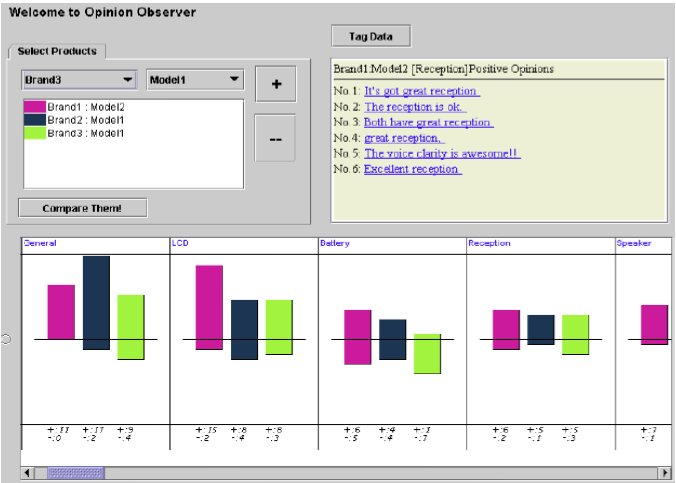 Welcome to Opinion Observer
Tag Data
Select Products
Brand3 Model1 +
Brand1 : Model2
Brand2 : Model1
Brand3 : Model1
--
Compare Them!
Brand1:Model2 [Reception]Positive Opinions
No.1: It's got great reception
No.2: The reception is ok.
No.3: Both have great reception
No.4: great reception,
No.5: The voice clarity is awesome!!
No.6: Excellent reception
General LCD Battery Reception Speaker
+:11 +:17 +:9 +:15 +:8 +:8 +:6 +:4 +:1 +:6 +:5 +:5 +:7
-:0 -:2 -:4 -:2 -:4 -:3 -:5 -:4 -:7 -:2 -:1 -:3 -:1